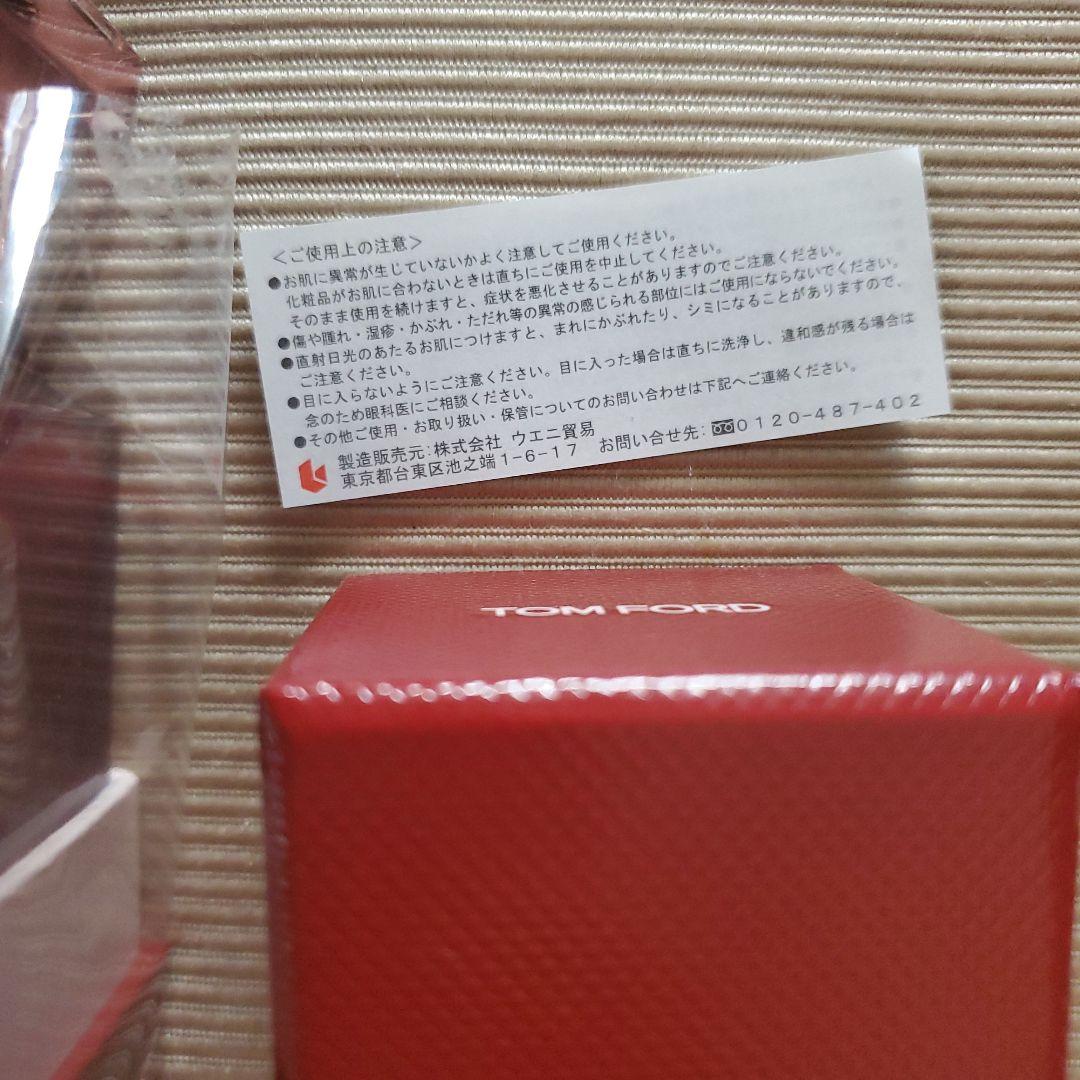 ＜ご使用上の注意＞
●お肌に異常が生じていないかよく注意してご使用ください。
化粧品がお肌に合わないときは直ちにご使用を中止してください。
そのまま使用を続けますと、症状を悪化させることがありますのでご注意ください。
●傷や腫れ・湿疹・かぶれ・ただれ等の異常の感じられる部位にはご使用にならないでください。
●直射日光のあたるお肌につけますと、まれにかぶれたり、シミになることがありますので、
ご注意ください。
●目に入らないようにご注意ください。目に入った場合は直ちに洗浄し、違和感が残る場合は
念のため眼科医にご相談ください。
●その他ご使用・お取り扱い・保管についてのお問い合わせは下記へご連絡ください。
製造販売元：株式会社 ウエニ貿易
東京都台東区池之端1-6-17 お問い合せ先：0120-487-402
TOM FORD